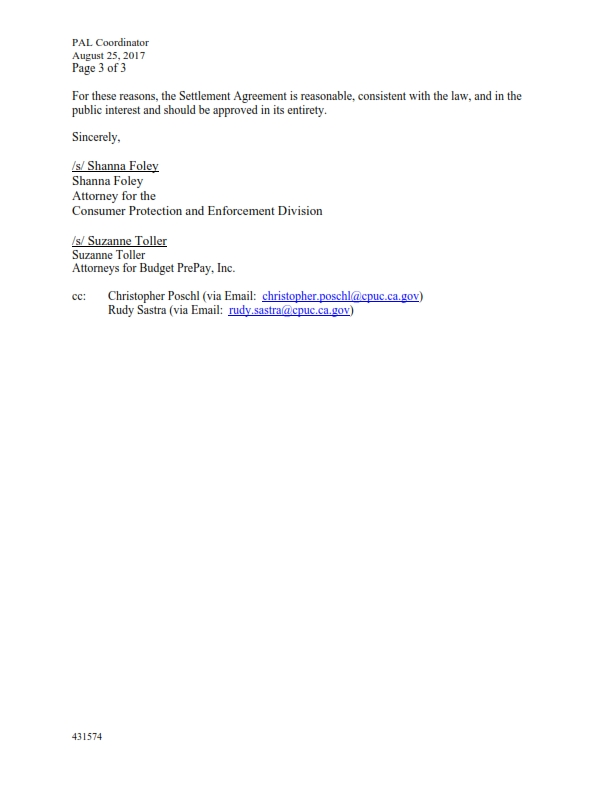 PAL Coordinator
August 25, 2017
Page 3 of 3
For these reasons, the Settlement Agreement is reasonable, consistent with the law, and in the
public interest and should be approved in its entirety.
Sincerely,
/s/ Shanna Foley
Shanna Foley
Attorney for the
Consumer Protection and Enforcement Division
/s/ Suzanne Toller
Suzanne Toller
Attorneys for Budget PrePay, Inc.
cc: Christopher Poschl (via Email: christopher.poschl@cpuc.ca.gov)
Rudy Sastra (via Email: rudy.sastra@cpuc.ca.gov)
431574